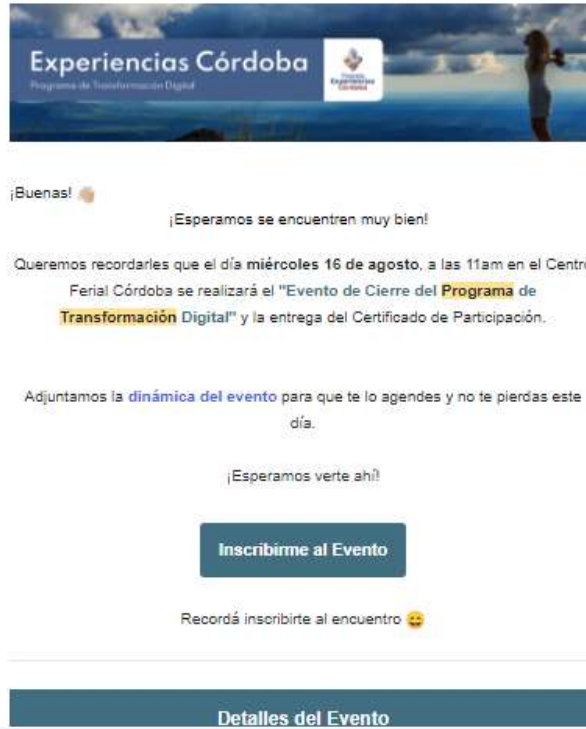 Experiencias Córdoba
Programa de Transformación Digital
Experiencias
Córdoba
¡Buenas! 👋🏼
¡Esperamos se encuentren muy bien!
Queremos recordarles que el día miércoles 16 de agosto, a las 11am en el Centro
Ferial Córdoba se realizará el "Evento de Cierre del Programa de
Transformación Digital" y la entrega del Certificado de Participación.
Adjuntamos la dinámica del evento para que te lo agendes y no te pierdas este
día.
¡Esperamos verte ahí!
Inscribirme al Evento
Recordá inscribirte al encuentro 😄
Detalles del Evento